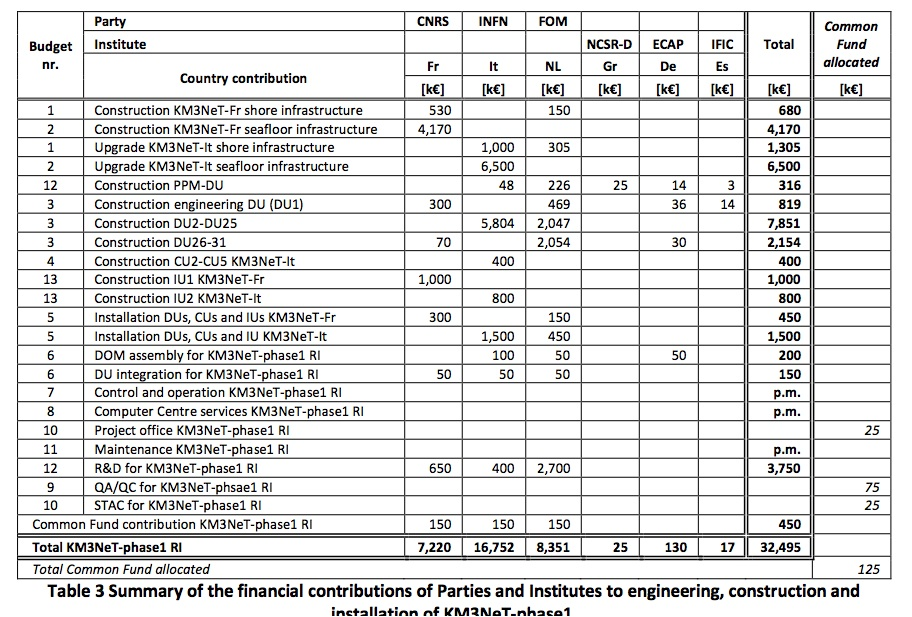 Party CNRS INFN FOM Common
Budget Institute NCSR-D ECAP IFIC Total Fund
nr. Country contribution Fr It NL Gr De Es allocated
[k€] [k€] [k€] [k€] [k€] [k€] [k€] [k€]
1 Construction KM3NeT-Fr shore infrastructure 530 150 680
2 Construction KM3NeT-Fr seafloor infrastructure 4,170 4,170
1 Upgrade KM3NeT-It shore infrastructure 1,000 305 1,305
2 Upgrade KM3NeT-It seafloor infrastructure 6,500 6,500
12 Construction PPM-DU 48 226 25 14 3 316
3 Construction engineering DU (DU1) 300 469 36 14 819
3 Construction DU2-DU25 5,804 2,047 7,851
3 Construction DU26-31 70 2,054 30 2,154
4 Construction CU2-CU5 KM3NeT-It 400 400
13 Construction IU1 KM3NeT-Fr 1,000 1,000
13 Construction IU2 KM3NeT-It 800 800
5 Installation DUs, CUs and IUs KM3NeT-Fr 300 150 450
5 Installation DUs, CUs and IU KM3NeT-It 1,500 450 1,500
6 DOM assembly for KM3NeT-phase1 RI 100 50 50 200
6 DU integration for KM3NeT-phase1 RI 50 50 50 150
7 Control and operation KM3NeT-phase1 RI p.m.
8 Computer Centre services KM3NeT-phase1 RI p.m.
10 Project office KM3NeT-phase1 RI 25
11 Maintenance KM3NeT-phase1 RI p.m.
12 R&D for KM3NeT-phase1 RI 650 400 2,700 3,750
9 QA/QC for KM3NeT-phsae1 RI 75
10 STAC for KM3NeT-phase1 RI 25
Common Fund contribution KM3NeT-phase1 RI 150 150 150 450
Total KM3NeT-phase1 RI 7,220 16,752 8,351 25 130 17 32,495
Total Common Fund allocated 125
Table 3 Summary of the financial contributions of Parties and Institutes to engineering, construction and
installation of KM3NeT-phase1